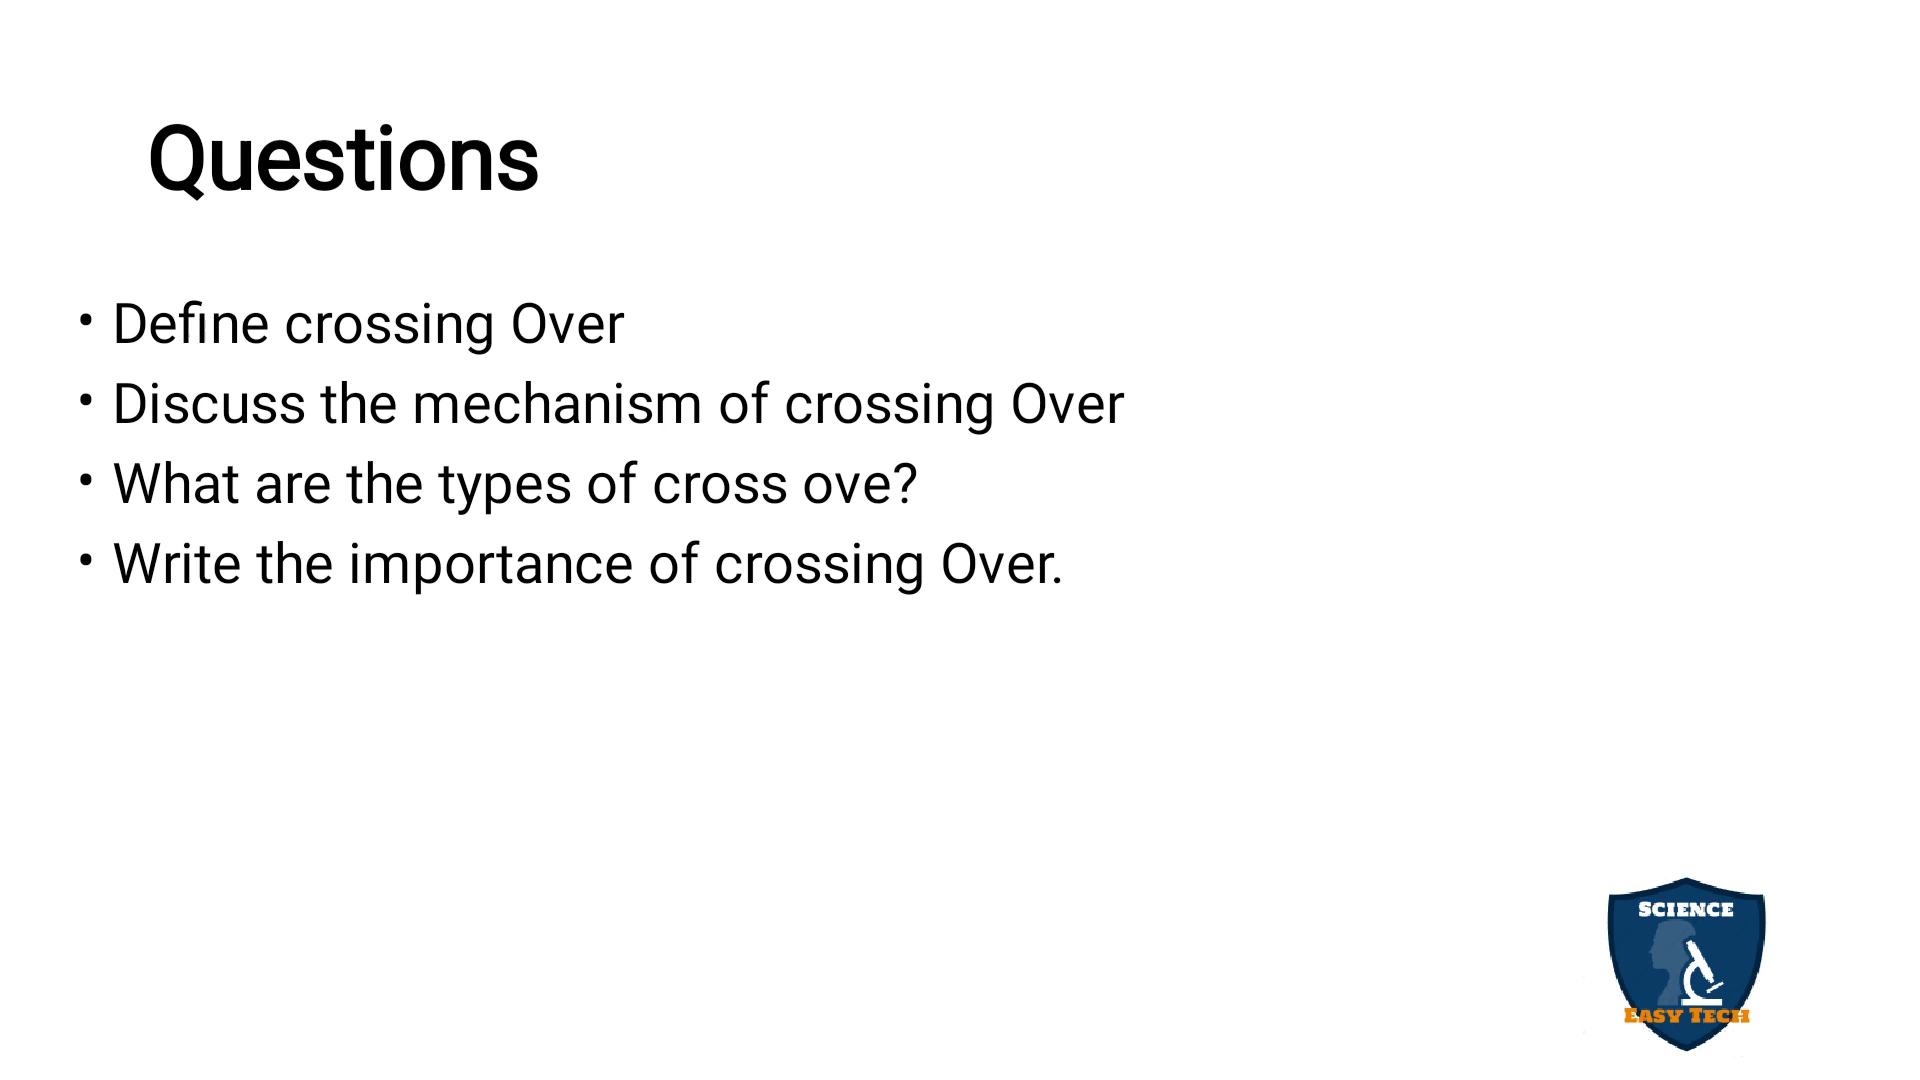 Questions
• Define crossing Over
• Discuss the mechanism of crossing Over
• What are the types of cross ove?
• Write the importance of crossing Over.
SCIENCE
EASY TECH